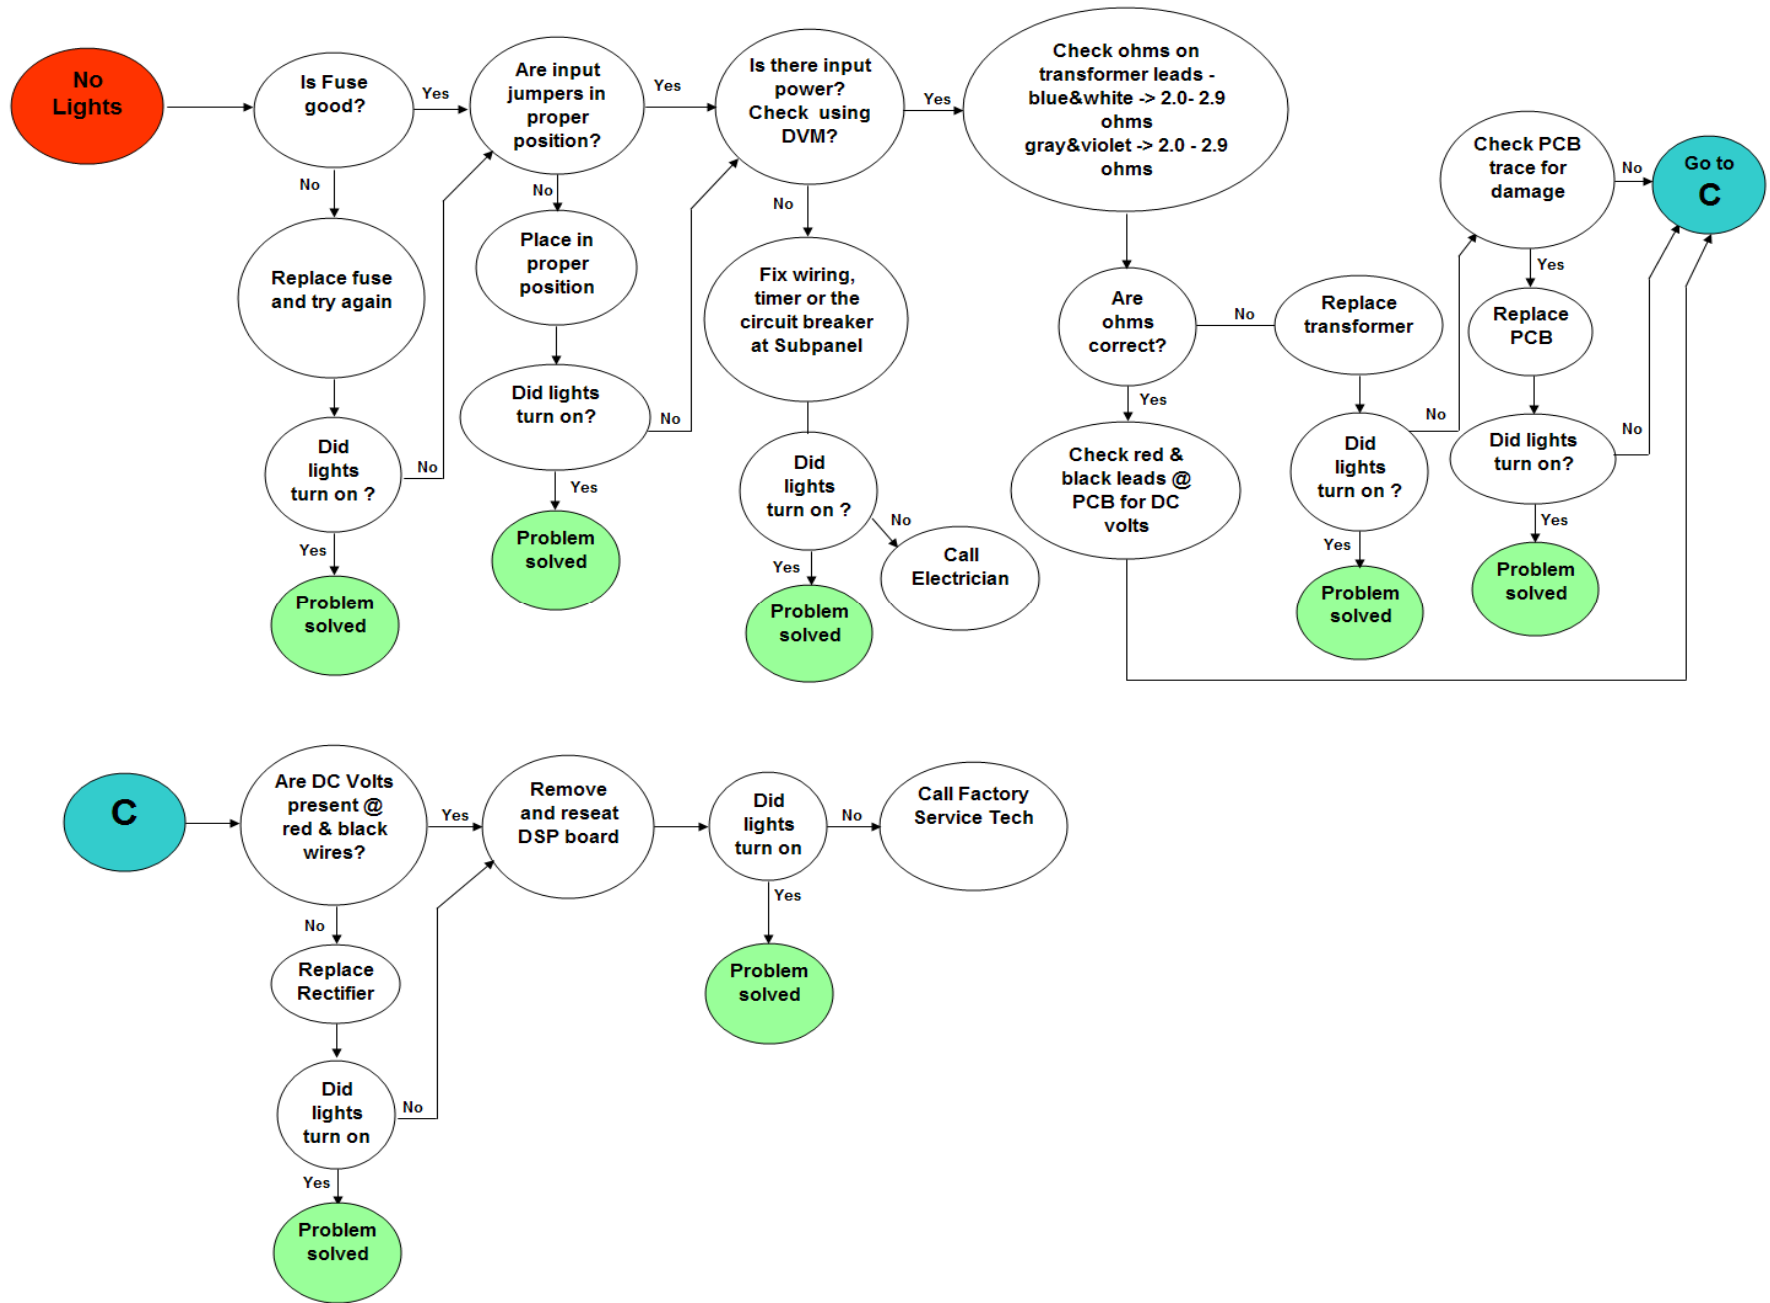 No
Lights
Is Fuse
good?
Yes
Are input
jumpers in
proper
position?
Yes
Is there input
power?
Check using
DVM?
Yes
Check ohms on
transformer leads -
blue&white -> 2.0- 2.9
ohms
gray&violet -> 2.0 - 2.9
ohms
Check PCB
trace for
damage
No
Go to
C
No
No
No
Yes
Replace fuse
and try again
Place in
proper
position
Fix wiring,
timer or the
circuit breaker
at Subpanel
Are
ohms
correct?
No
Replace
transformer
Replace
PCB
Did lights
turn on?
No
Yes
No
No
Did
lights
turn on ?
No
Yes
Did
lights
turn on ?
No
Check red &
black leads @
PCB for DC
volts
Did
lights
turn on ?
Did lights
turn on?
Yes
Yes
Yes
Yes
Problem
solved
Problem
solved
Call
Electrician
Problem
solved
Problem
solved
Problem
solved
C
Are DC Volts
present @
red & black
wires?
Yes
Remove
and reseat
DSP board
Did
lights
turn on
No
Call Factory
Service Tech
No
Yes
Replace
Rectifier
Problem
solved
Did
lights
turn on
No
Yes
Problem
solved